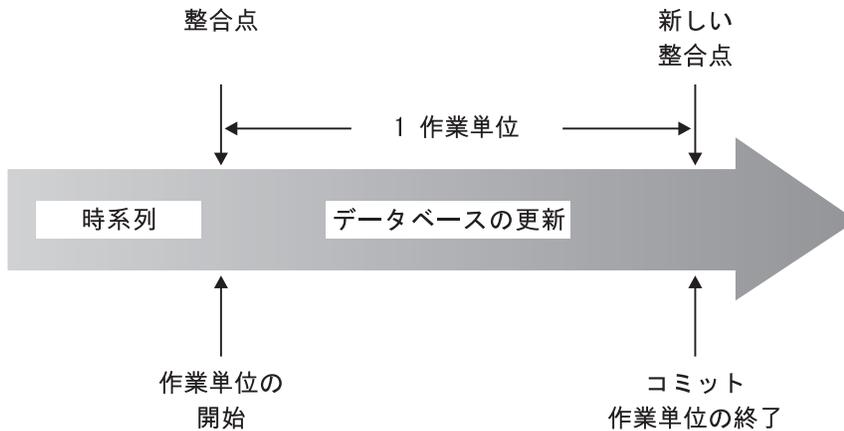 整合点
新しい
整合点
1 作業単位
時系列
データベースの更新
作業単位の
開始
コミット
作業単位の終了